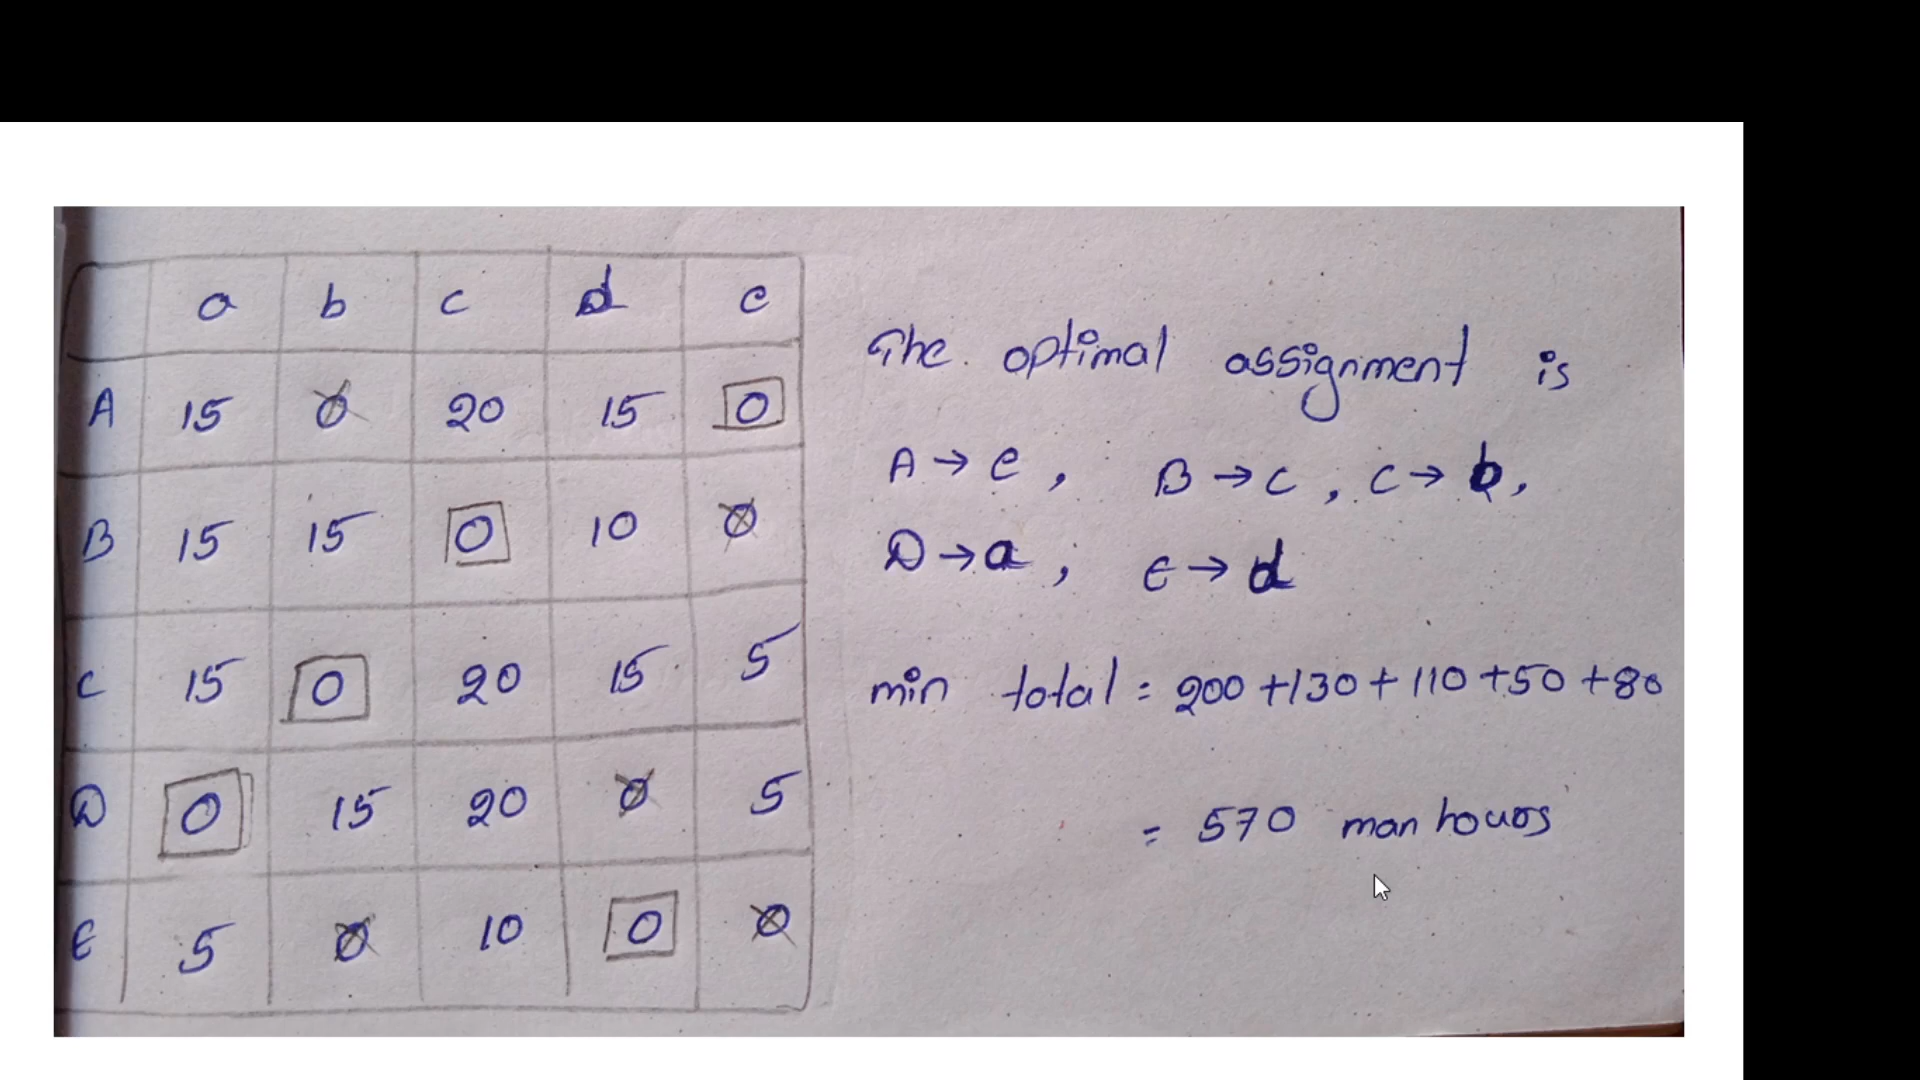 a b c d e
A 15 0 20 15 0
B 15 15 0 10 0
C 15 0 20 15 5
D 0 15 20 0 5
E 5 0 10 0 0
The optimal assignment is
A → e, B → c, c → b,
D → a, E → d
min total = 200 + 130 + 110 + 50 + 80
= 570 man hours